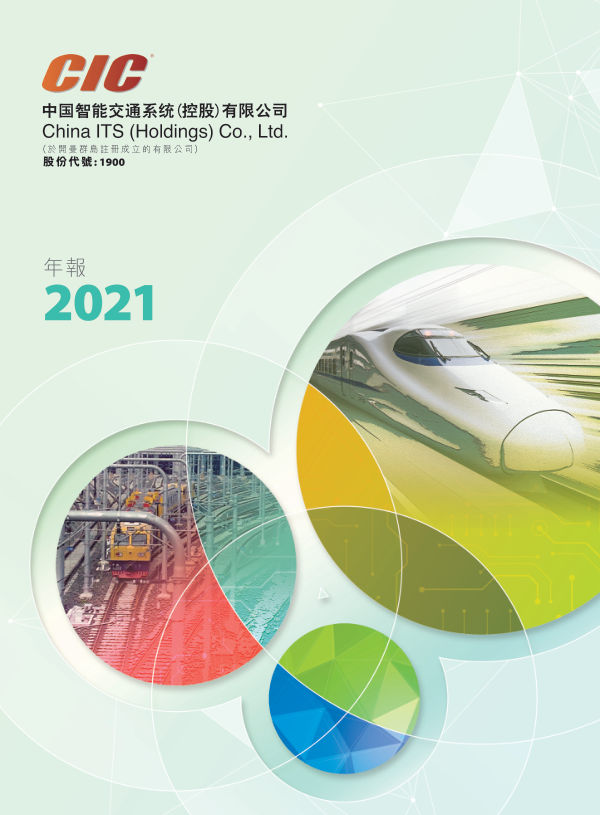 CIC
中国智能交通系统(控股)有限公司
China ITS (Holdings) Co., Ltd.
(於開曼群島註冊成立的有限公司)
股份代號:1900
年報
2021